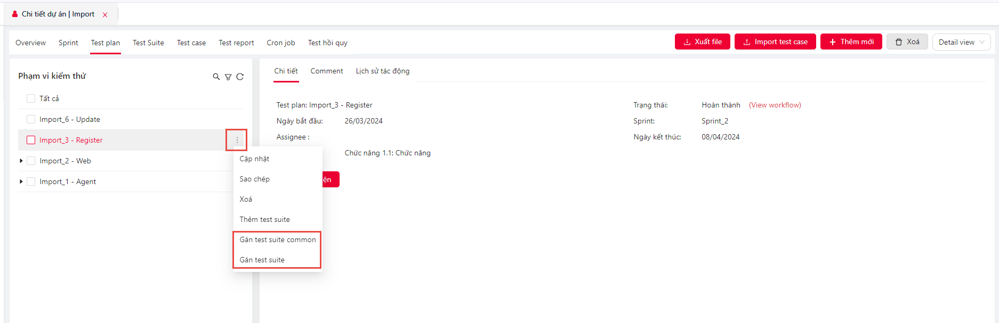 Chi tiết dự án | Import
Overview Sprint Test plan Test Suite Test case Test report Cron job Test hồi quy
Xuất file Import test case Thêm mới Xoá Detail view
Phạm vi kiểm thử
Tất cả
Import_6 - Update
Import_3 - Register
Import_2 - Web
Import_1 - Agent
Cập nhật
Sao chép
Xoá
Thêm test suite
Gán test suite common
Gán test suite
Chi tiết Comment Lịch sử tác động
Test plan: Import_3 - Register
Ngày bắt đầu: 26/03/2024
Assignee :
Chức năng 1.1: Chức năng
Trạng thái: Hoàn thành (View workflow)
Sprint: Sprint_2
Ngày kết thúc: 08/04/2024